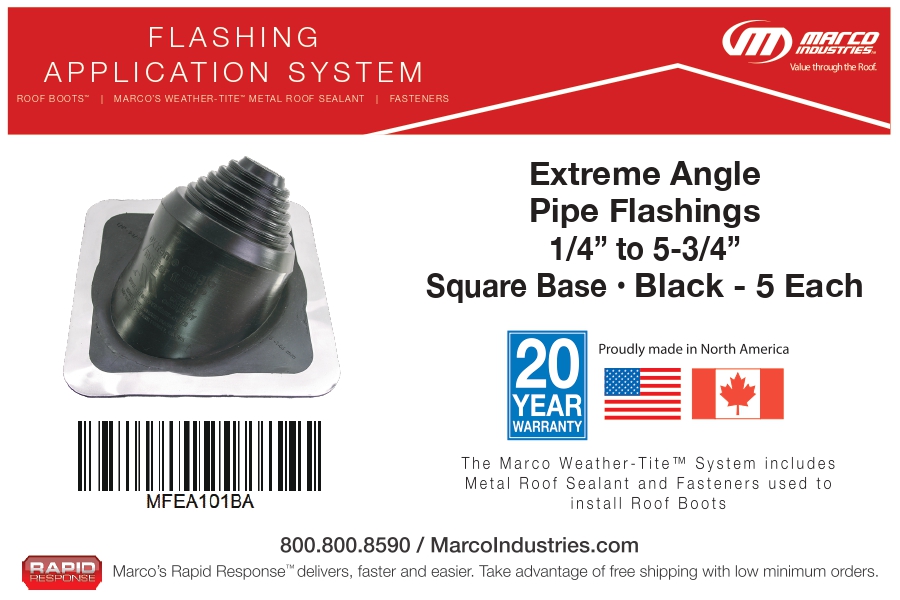 FLASHING
APPLICATION SYSTEM
ROOF BOOTS™ | MARCO'S WEATHER-TITE™ METAL ROOF SEALANT | FASTENERS
MARCO
INDUSTRIES™
Value through the Roof.
Extreme Angle
Pipe Flashings
1/4” to 5-3/4”
Square Base • Black - 5 Each
20
YEAR
WARRANTY
Proudly made in North America
MFEA101BA
The Marco Weather-Tite™ System includes
Metal Roof Sealant and Fasteners used to
install Roof Boots
800.800.8590 / MarcoIndustries.com
RAPID
RESPONSE
Marco's Rapid Response™ delivers, faster and easier. Take advantage of free shipping with low minimum orders.